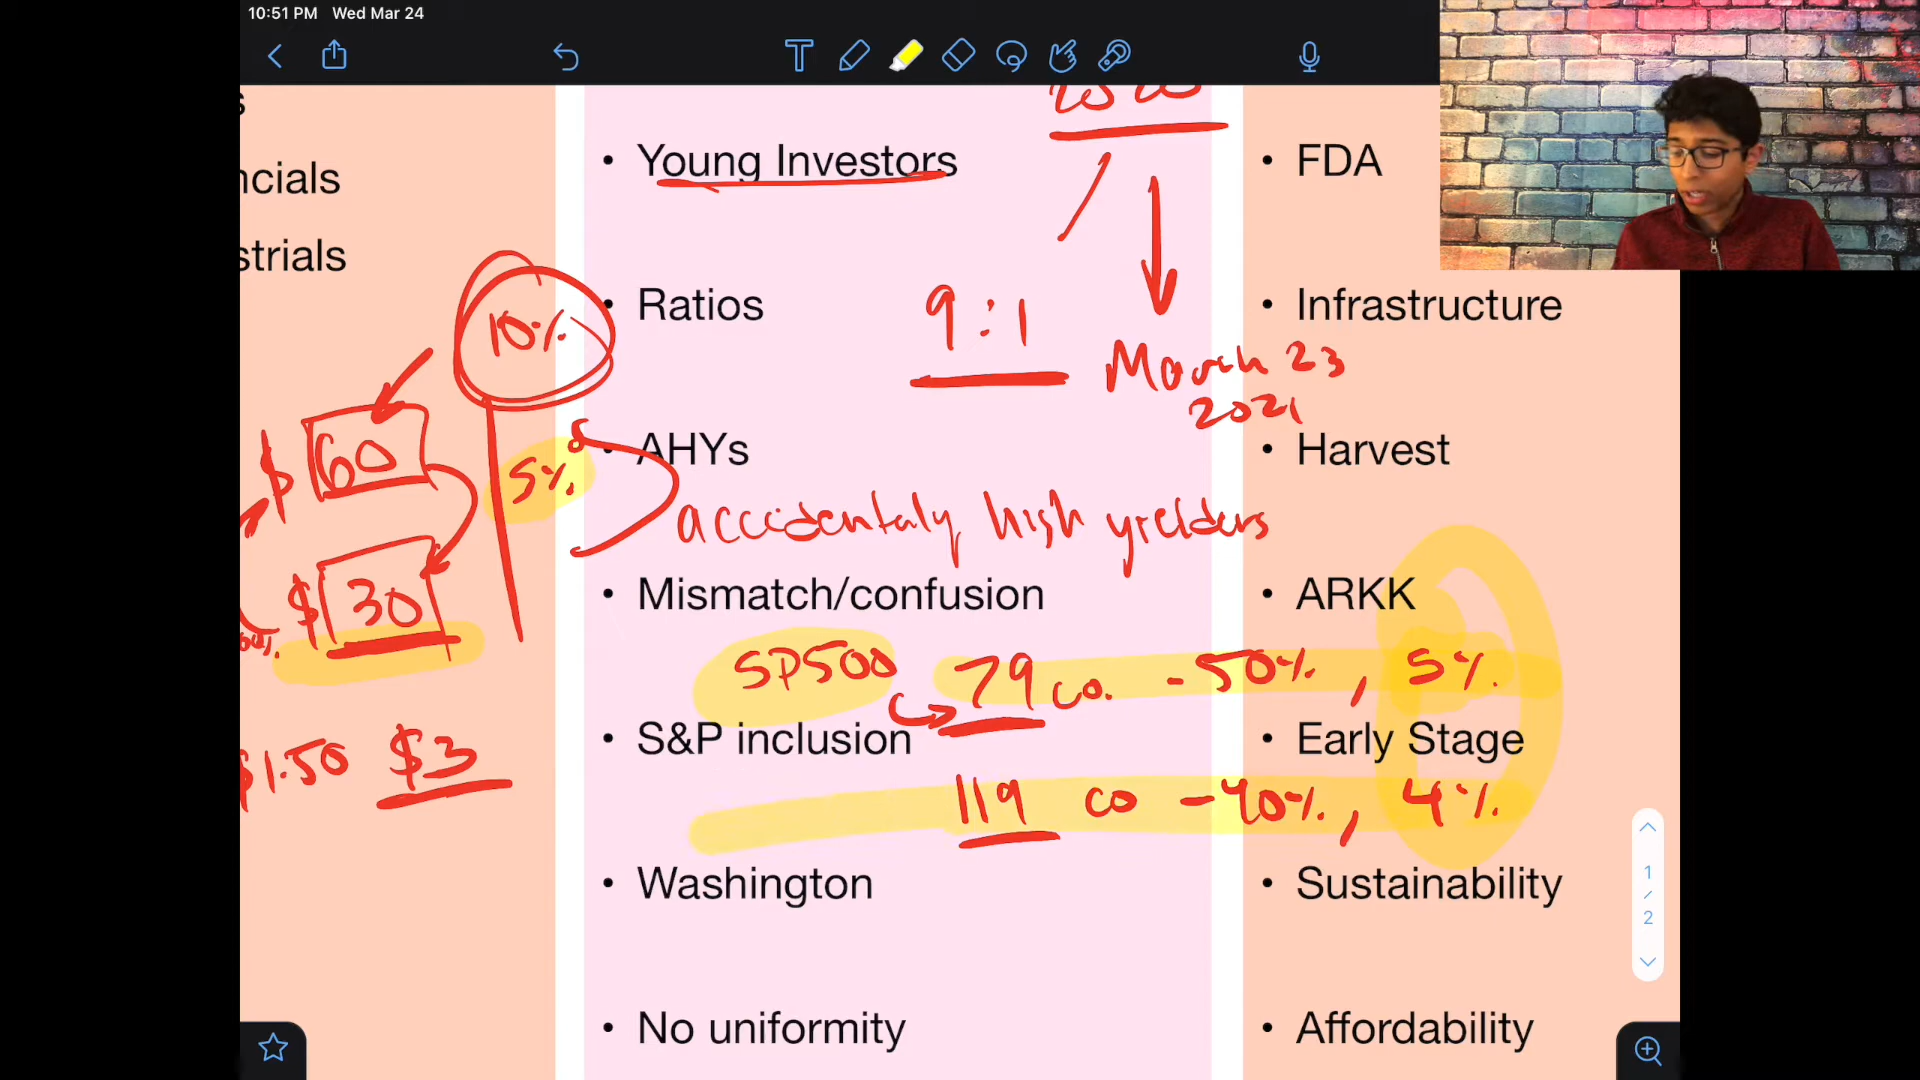 10:51 PM Wed Mar 24
ncials
strials
10%
$ 60
5%
$ 30
$1.50 $3
• Young Investors
• Ratios
9:1
March 23
2021
• AHYs
accidentaly high yielders
• Mismatch/confusion
SP500 79 co. -50%, 5%
• S&P inclusion
119 co -40%, 4%
• Washington
• No uniformity
• FDA
• Infrastructure
• Harvest
• ARKK
• Early Stage
• Sustainability
• Affordability
1
/
2